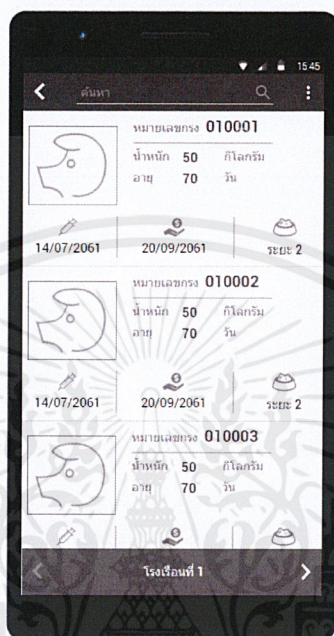 15:45
ค้นหา
หมายเลขกรง 010001
น้ำหนัก 50 กิโลกรัม
อายุ 70 วัน
14/07/2061 20/09/2061 ระยะ 2
หมายเลขกรง 010002
น้ำหนัก 50 กิโลกรัม
อายุ 70 วัน
14/07/2061 20/09/2061 ระยะ 2
หมายเลขกรง 010003
น้ำหนัก 50 กิโลกรัม
อายุ 70 วัน
โรงเรือนที่ 1